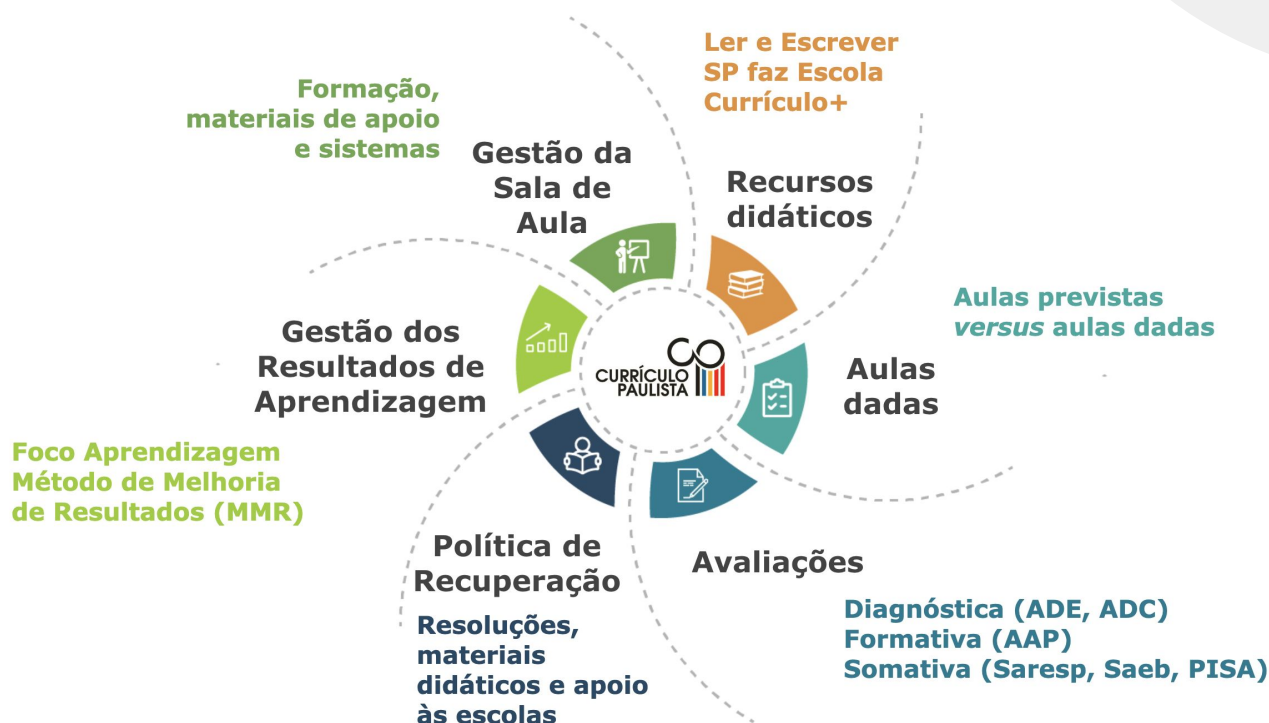 Ler e Escrever
SP faz Escola
Currículo+
Formação,
materiais de apoio
e sistemas
Gestão da
Sala de
Aula
Recursos
didáticos
Aulas previstas
versus aulas dadas
Gestão dos
Resultados de
Aprendizagem
CURRÍCULO
PAULISTA
Aulas
dadas
Foco Aprendizagem
Método de Melhoria
de Resultados (MMR)
Política de
Recuperação
Avaliações
Resoluções,
materiais
didáticos e apoio
às escolas
Diagnóstica (ADE, ADC)
Formativa (AAP)
Somativa (Saresp, Saeb, PISA)